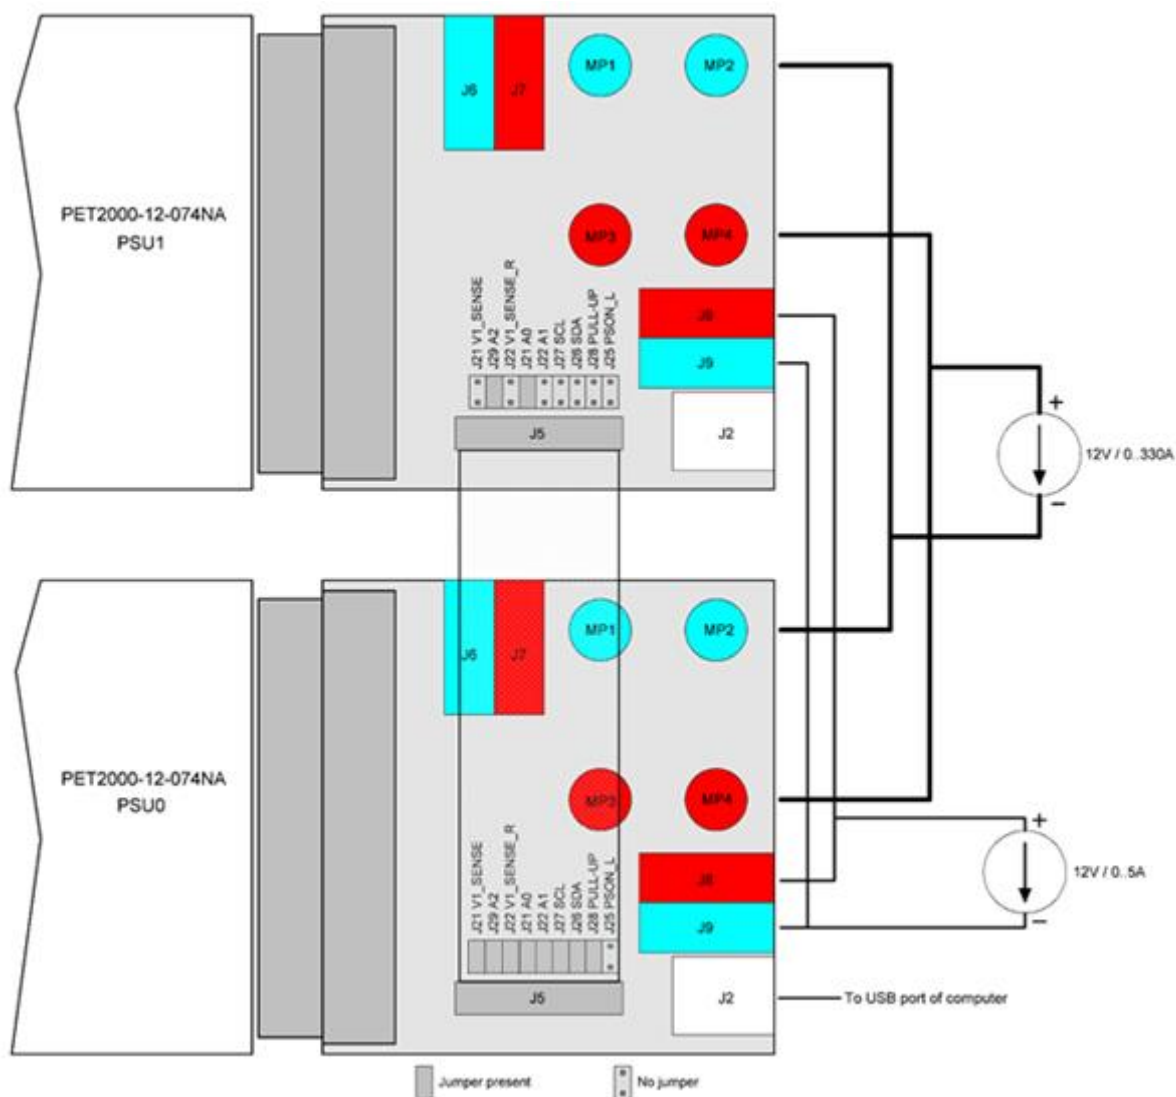 J6
J7
MP1
MP2
PET2000-12-074NA
PSU1
MP3
MP4
J21 V1_SENSE
J29 A2
J22 V1_SENSE_R
J21 A0
J22 A1
J27 SCL
J26 SDA
J28 PULL-UP
J25 PSON_L
J8
J9
J5
J2
+
12V / 0..330A
−
J6
J7
MP1
MP2
PET2000-12-074NA
PSU0
MP3
MP4
J21 V1_SENSE
J29 A2
J22 V1_SENSE_R
J21 A0
J22 A1
J27 SCL
J26 SDA
J28 PULL-UP
J25 PSON_L
J8
J9
+
12V / 0..5A
−
J5
J2
To USB port of computer
Jumper present
No jumper